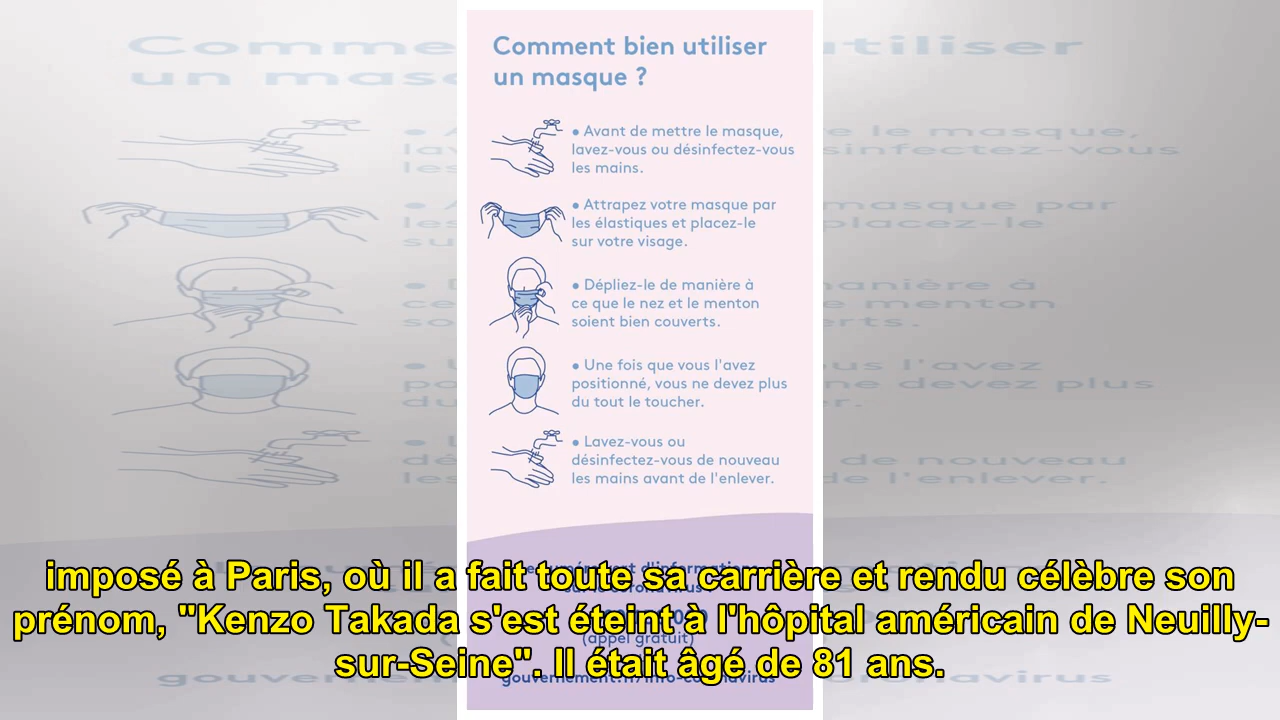 Comment bien utiliser
un masque ?
• Avant de mettre le masque,
lavez-vous ou désinfectez-vous
les mains.
• Attrapez votre masque par
les élastiques et placez-le
sur votre visage.
• Dépliez-le de manière à
ce que le nez et le menton
soient bien couverts.
• Une fois que vous l'avez
positionné, vous ne devez plus
du tout le toucher.
• Lavez-vous ou
désinfectez-vous de nouveau
les mains avant de l'enlever.
imposé à Paris, où il a fait toute sa carrière et rendu célèbre son
prénom, "Kenzo Takada s'est éteint à l'hôpital américain de Neuilly-
sur-Seine". Il était âgé de 81 ans.
(appel gratuit)